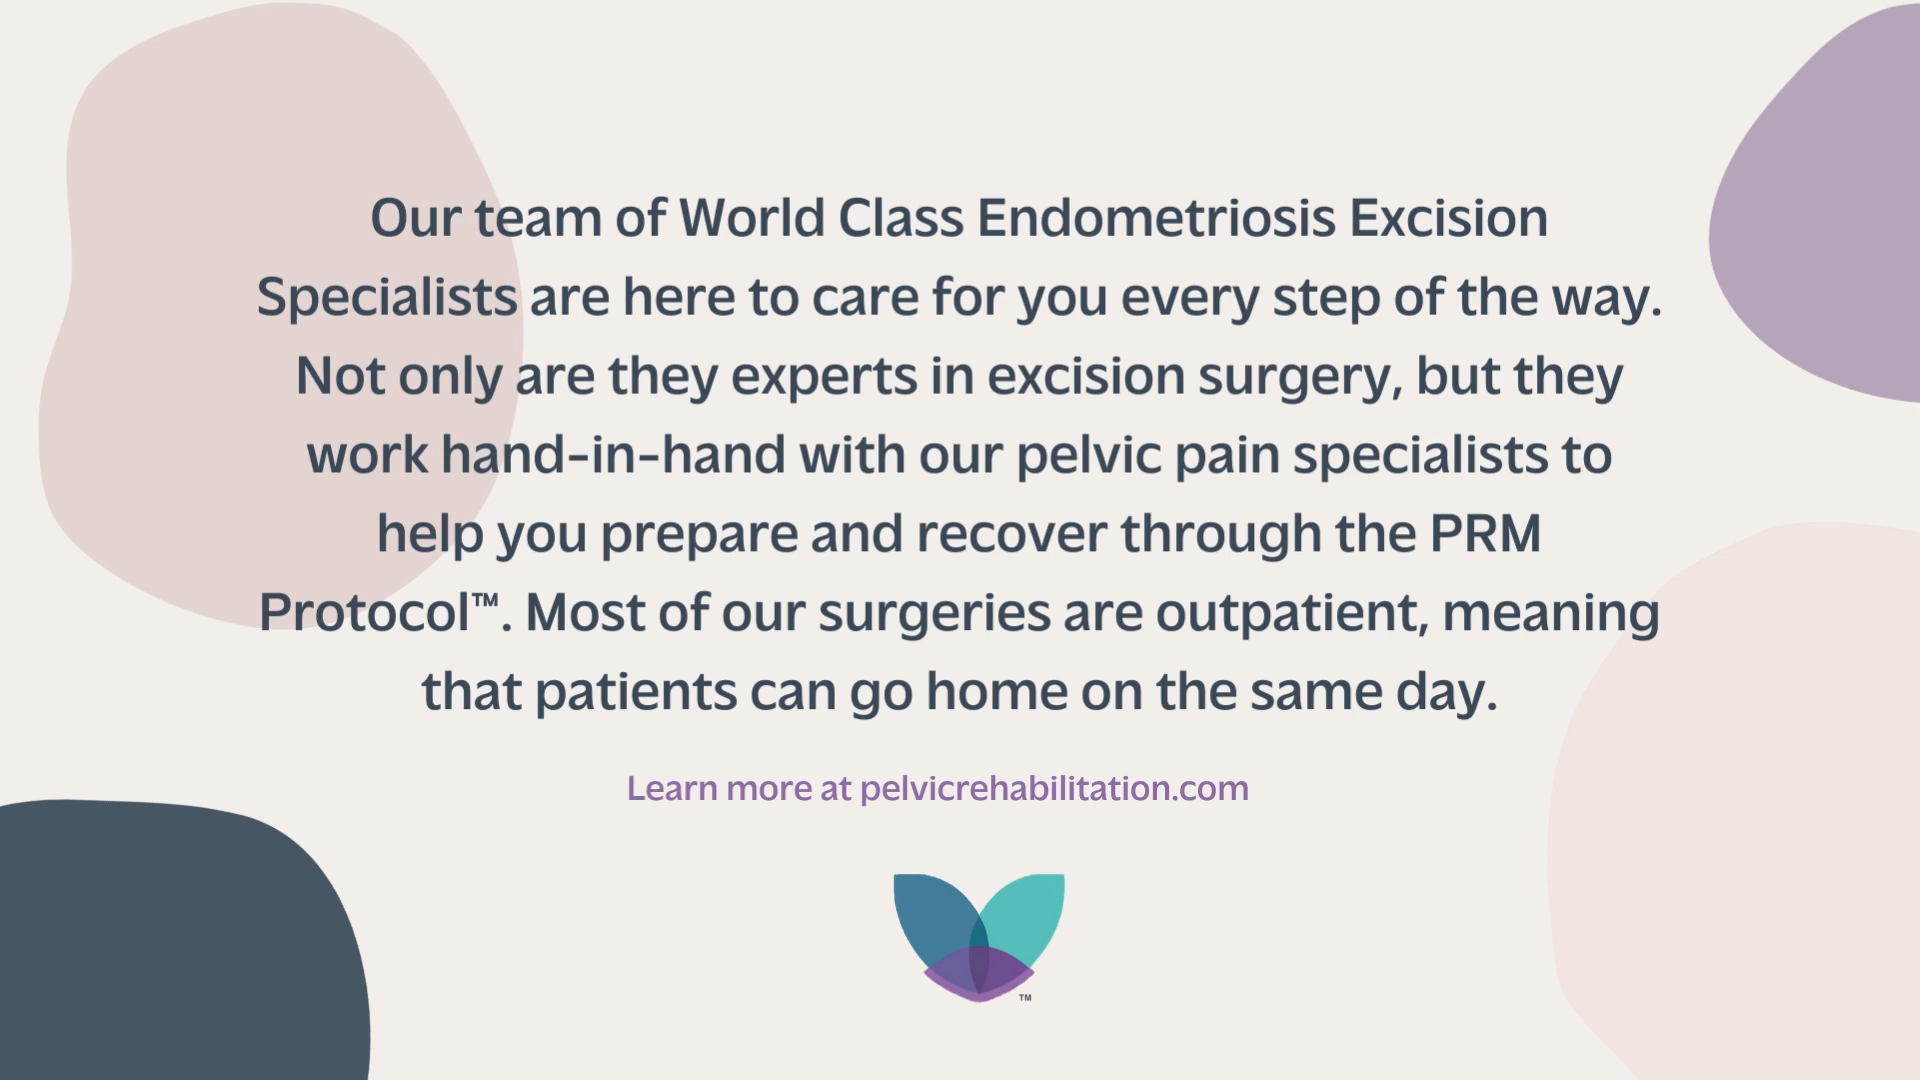 Our team of World Class Endometriosis Excision
Specialists are here to care for you every step of the way.
Not only are they experts in excision surgery, but they
work hand-in-hand with our pelvic pain specialists to
help you prepare and recover through the PRM
Protocol™. Most of our surgeries are outpatient, meaning
that patients can go home on the same day.
Learn more at pelvicrehabilitation.com
TM